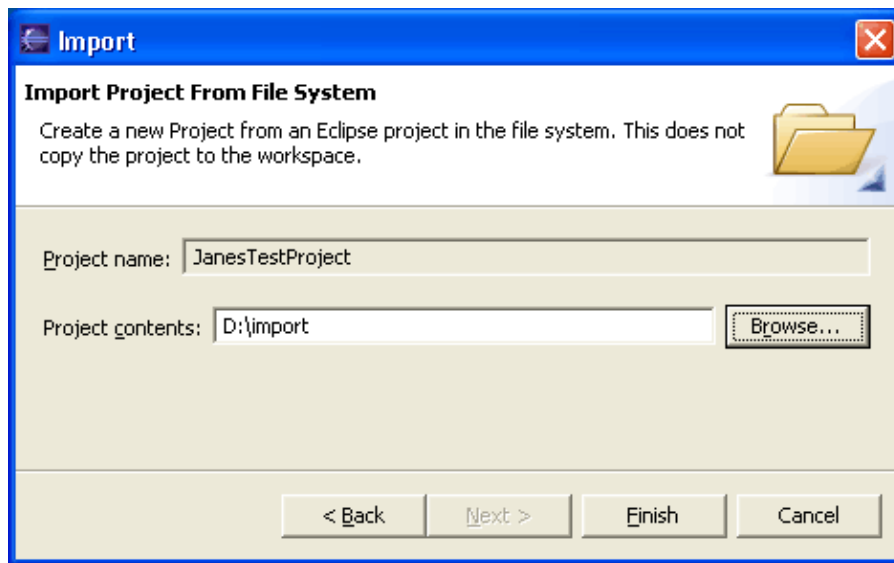 Import
Import Project From File System
Create a new Project from an Eclipse project in the file system. This does not
copy the project to the workspace.
Project name: JanesTestProject
Project contents: D:\import Browse...
< Back Next > Finish Cancel